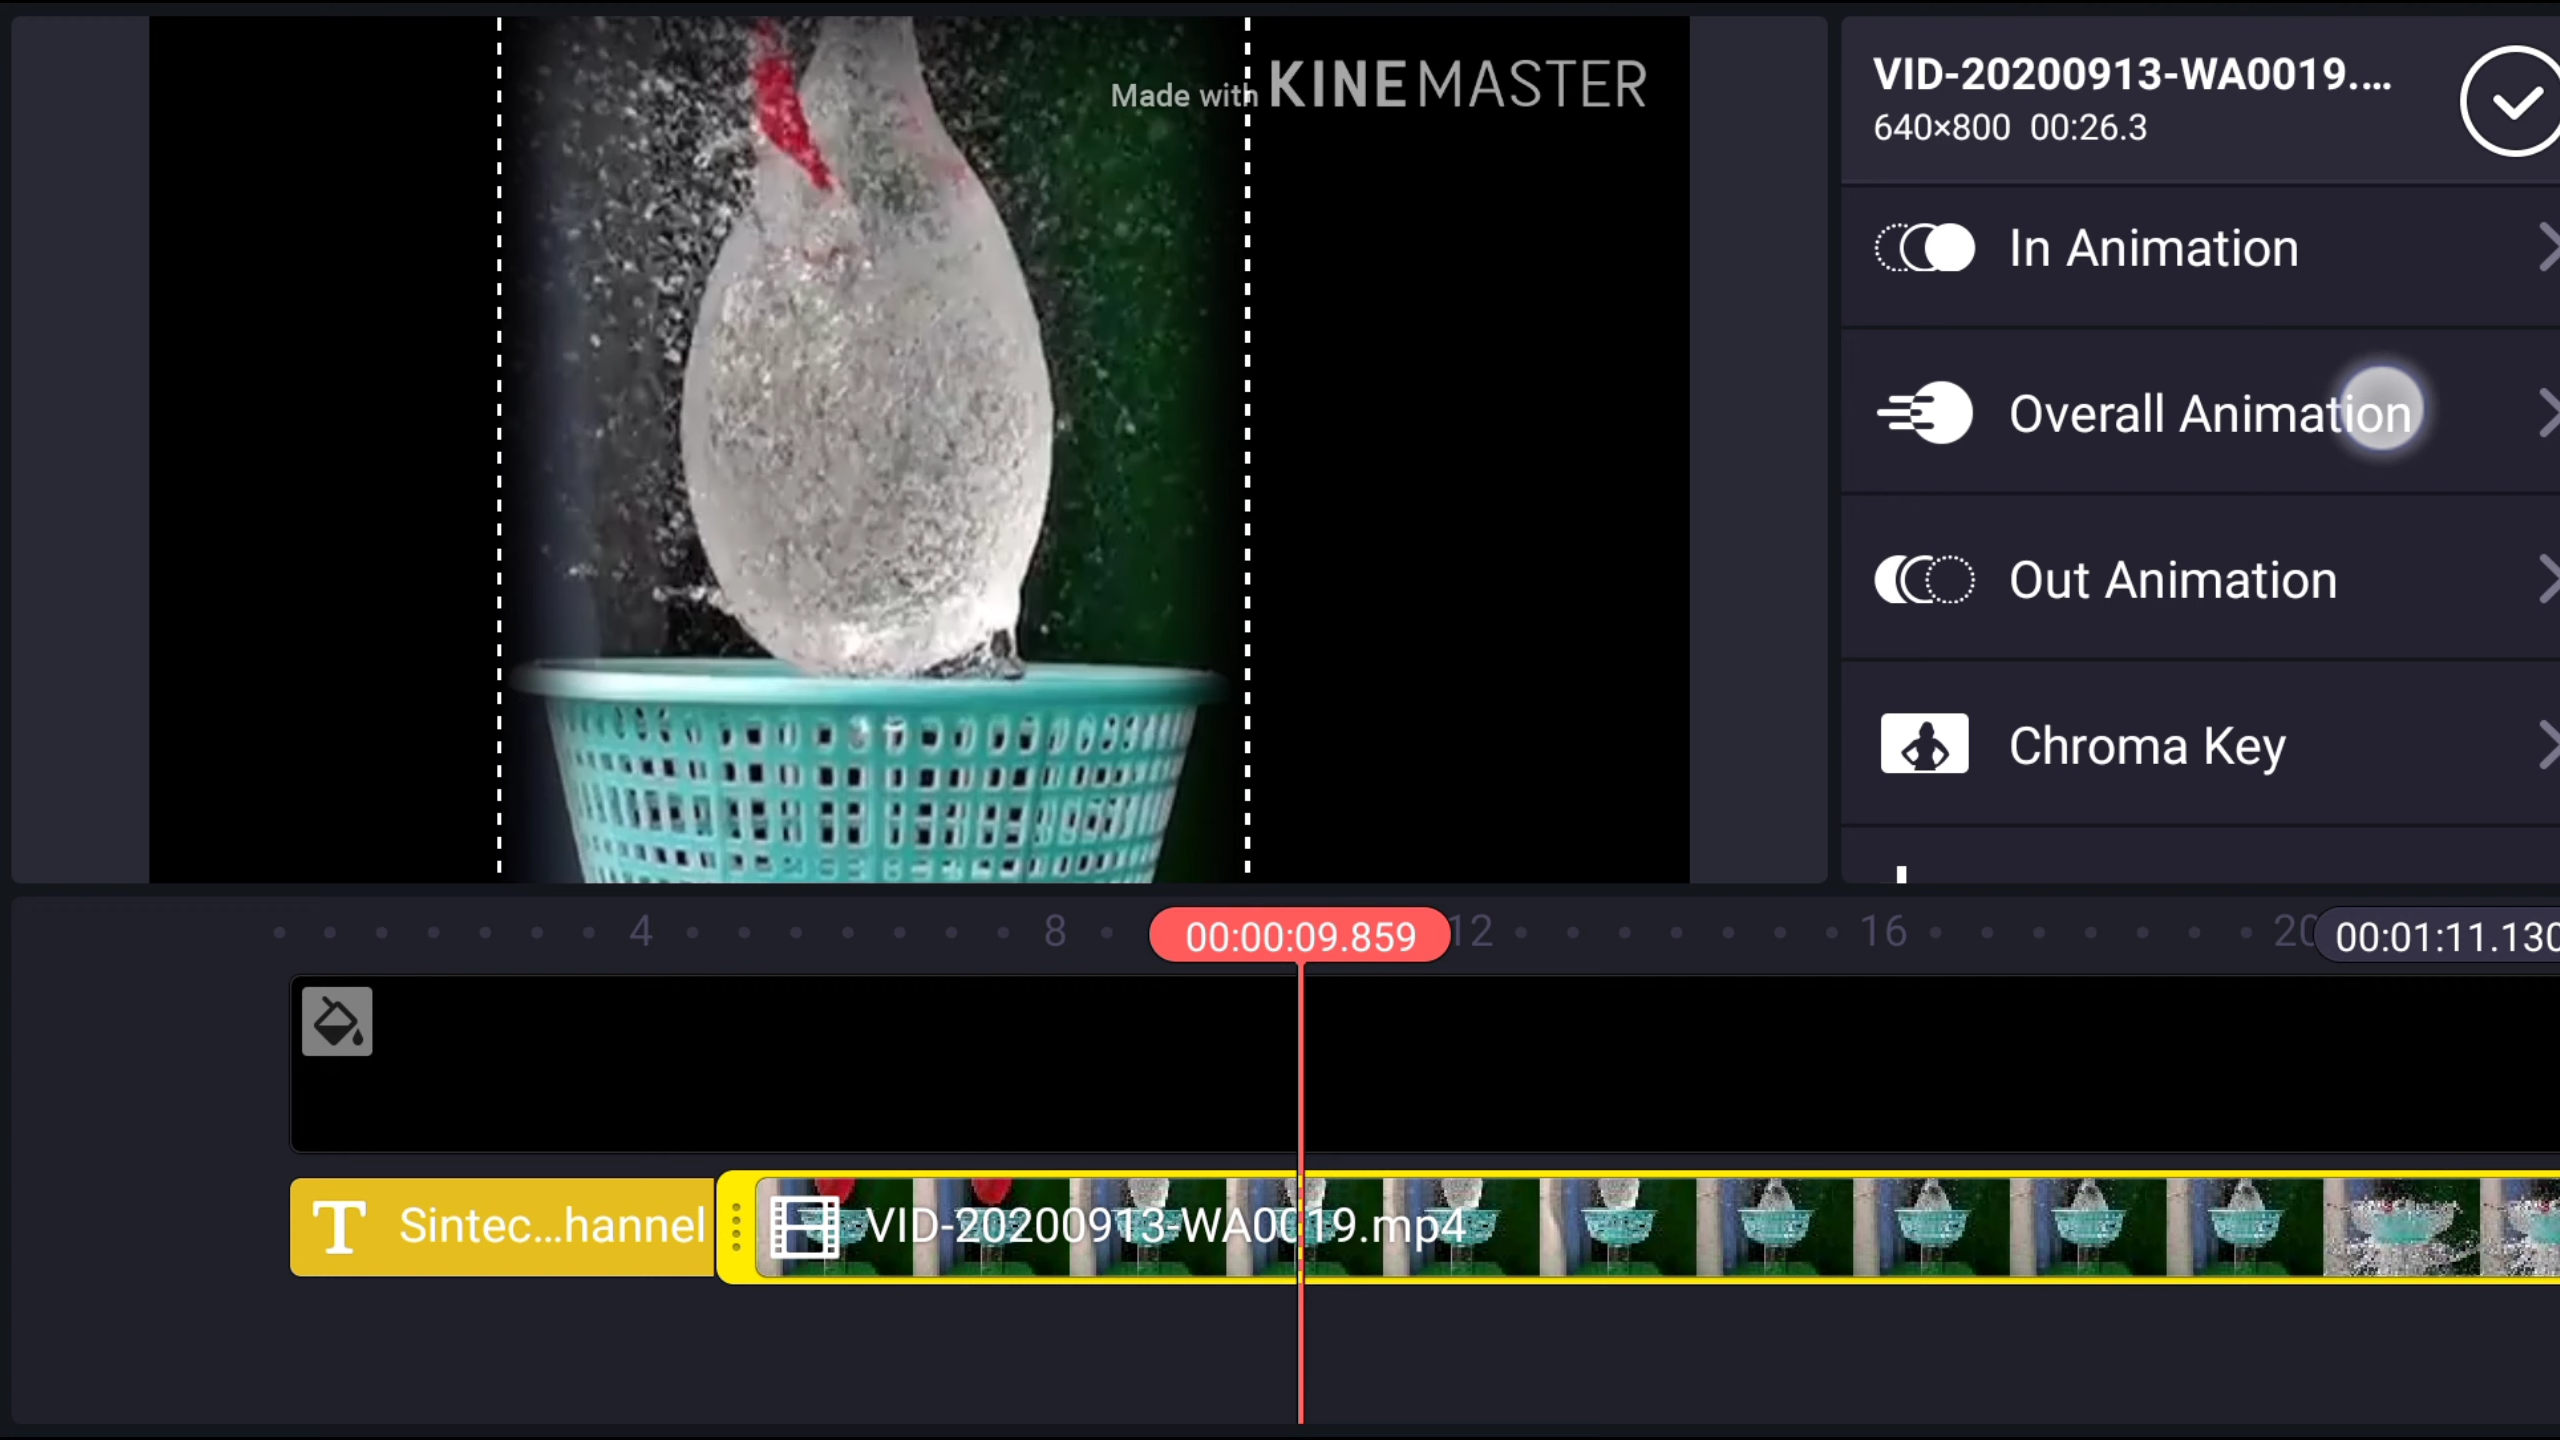 Made with KINEMASTER
VID-20200913-WA0019....
640×800 00:26.3
In Animation
Overall Animation
Out Animation
Chroma Key
4 8 00:00:09.859 12 16 20 00:01:11.130
T Sintec...hannel VID-20200913-WA0019.mp4